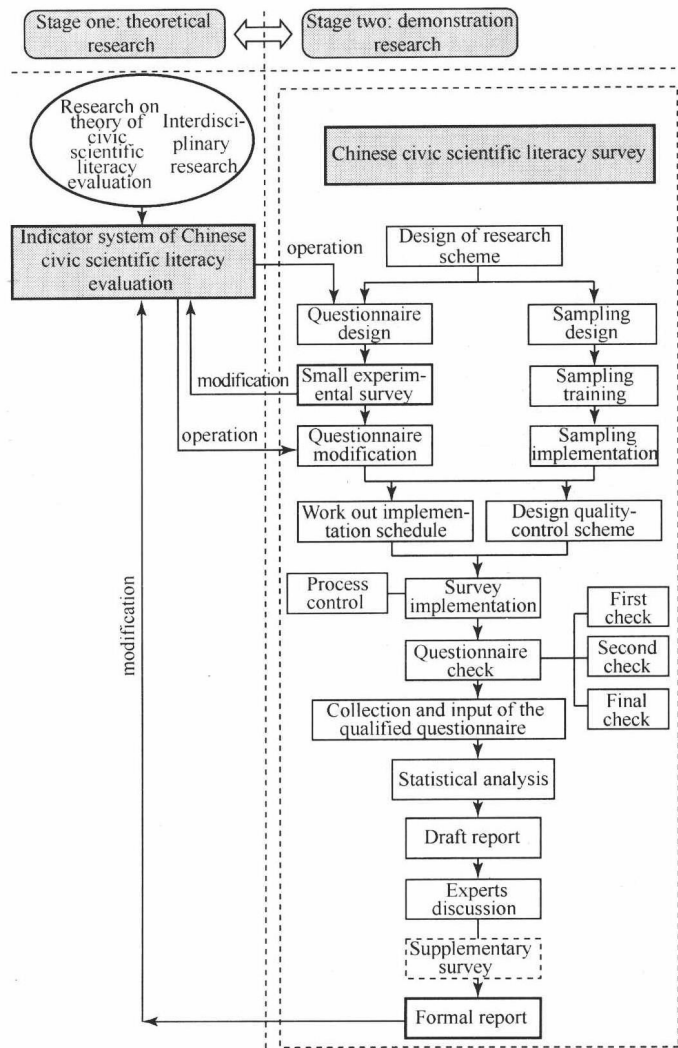 Stage one: theoretical
research
Stage two: demonstration
research
Research on
theory of
civic
scientific
literacy
evaluation
Interdisci-
plinary
research
Chinese civic scientific literacy survey
Indicator system of Chinese
civic scientific literacy
evaluation
operation
Design of research
scheme
Questionnaire
design
Sampling
design
modification
Small experim-
ental survey
Sampling
training
operation
Questionnaire
modification
Sampling
implementation
Work out implemen-
tation schedule
Design quality-
control scheme
Process
control
Survey
implementation
First
check
Questionnaire
check
Second
check
Final
check
modification
Collection and input of the
qualified questionnaire
Statistical analysis
Draft report
Experts
discussion
Supplementary
survey
Formal report